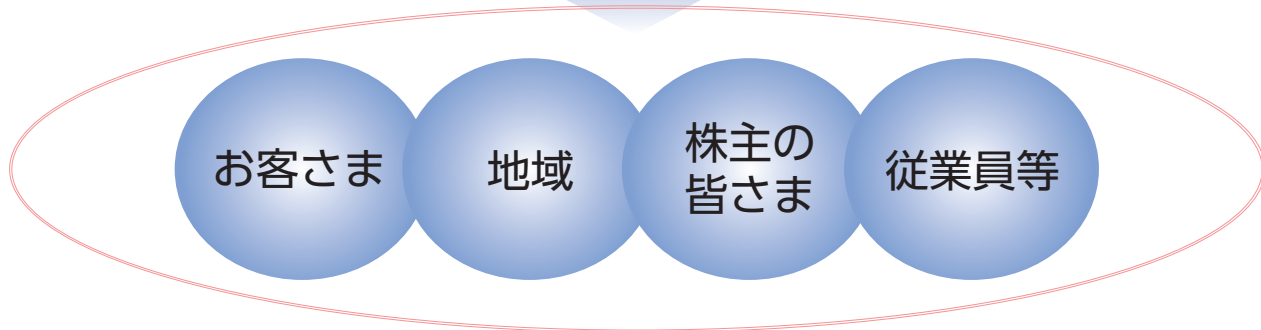 お客さま
地域
株主の
皆さま
従業員等